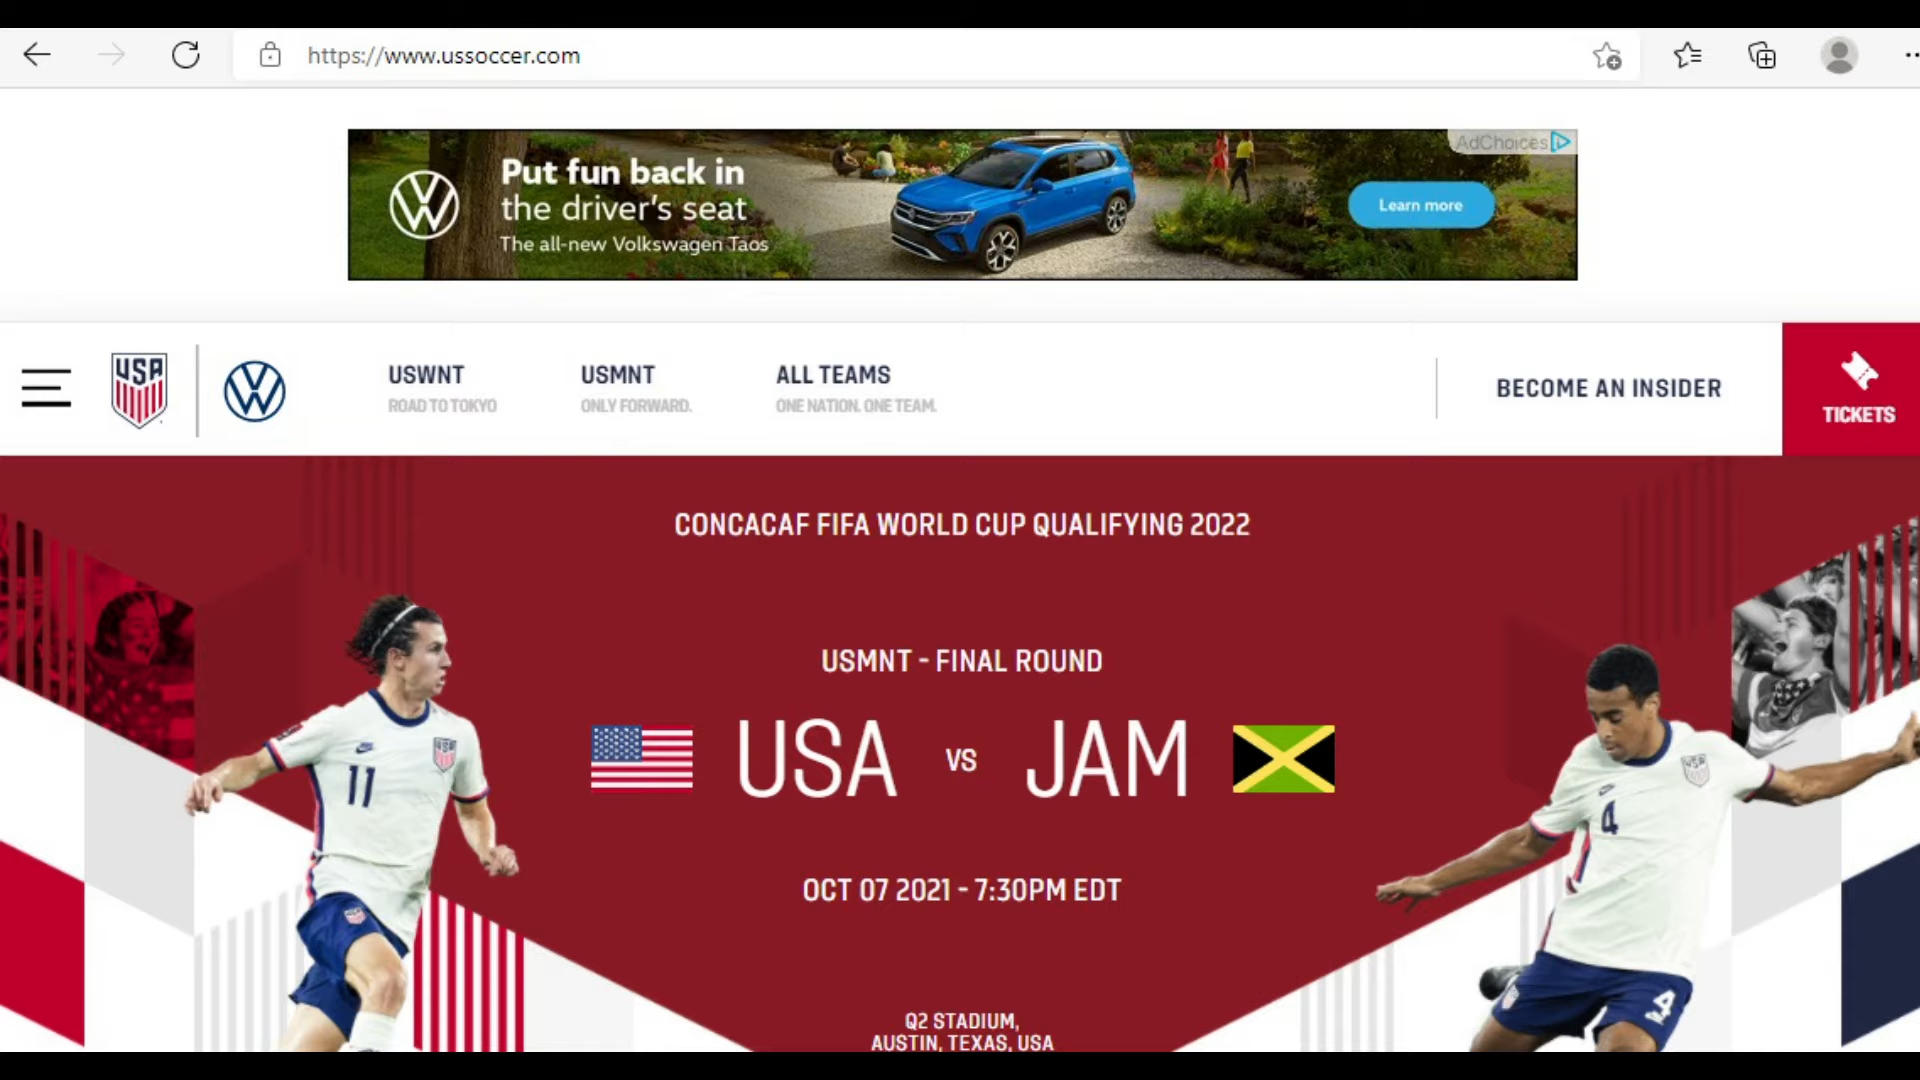 https://www.ussoccer.com
AdChoices
Put fun back in
the driver's seat
The all-new Volkswagen Taos
Learn more
USA
USWNT
ROAD TO TOKYO
USMNT
ONLY FORWARD.
ALL TEAMS
ONE NATION. ONE TEAM.
BECOME AN INSIDER
TICKETS
CONCACAF FIFA WORLD CUP QUALIFYING 2022
USMNT - FINAL ROUND
USA VS JAM
OCT 07 2021 - 7:30PM EDT
Q2 STADIUM,
AUSTIN, TEXAS, USA
USA
11
USA
4
4